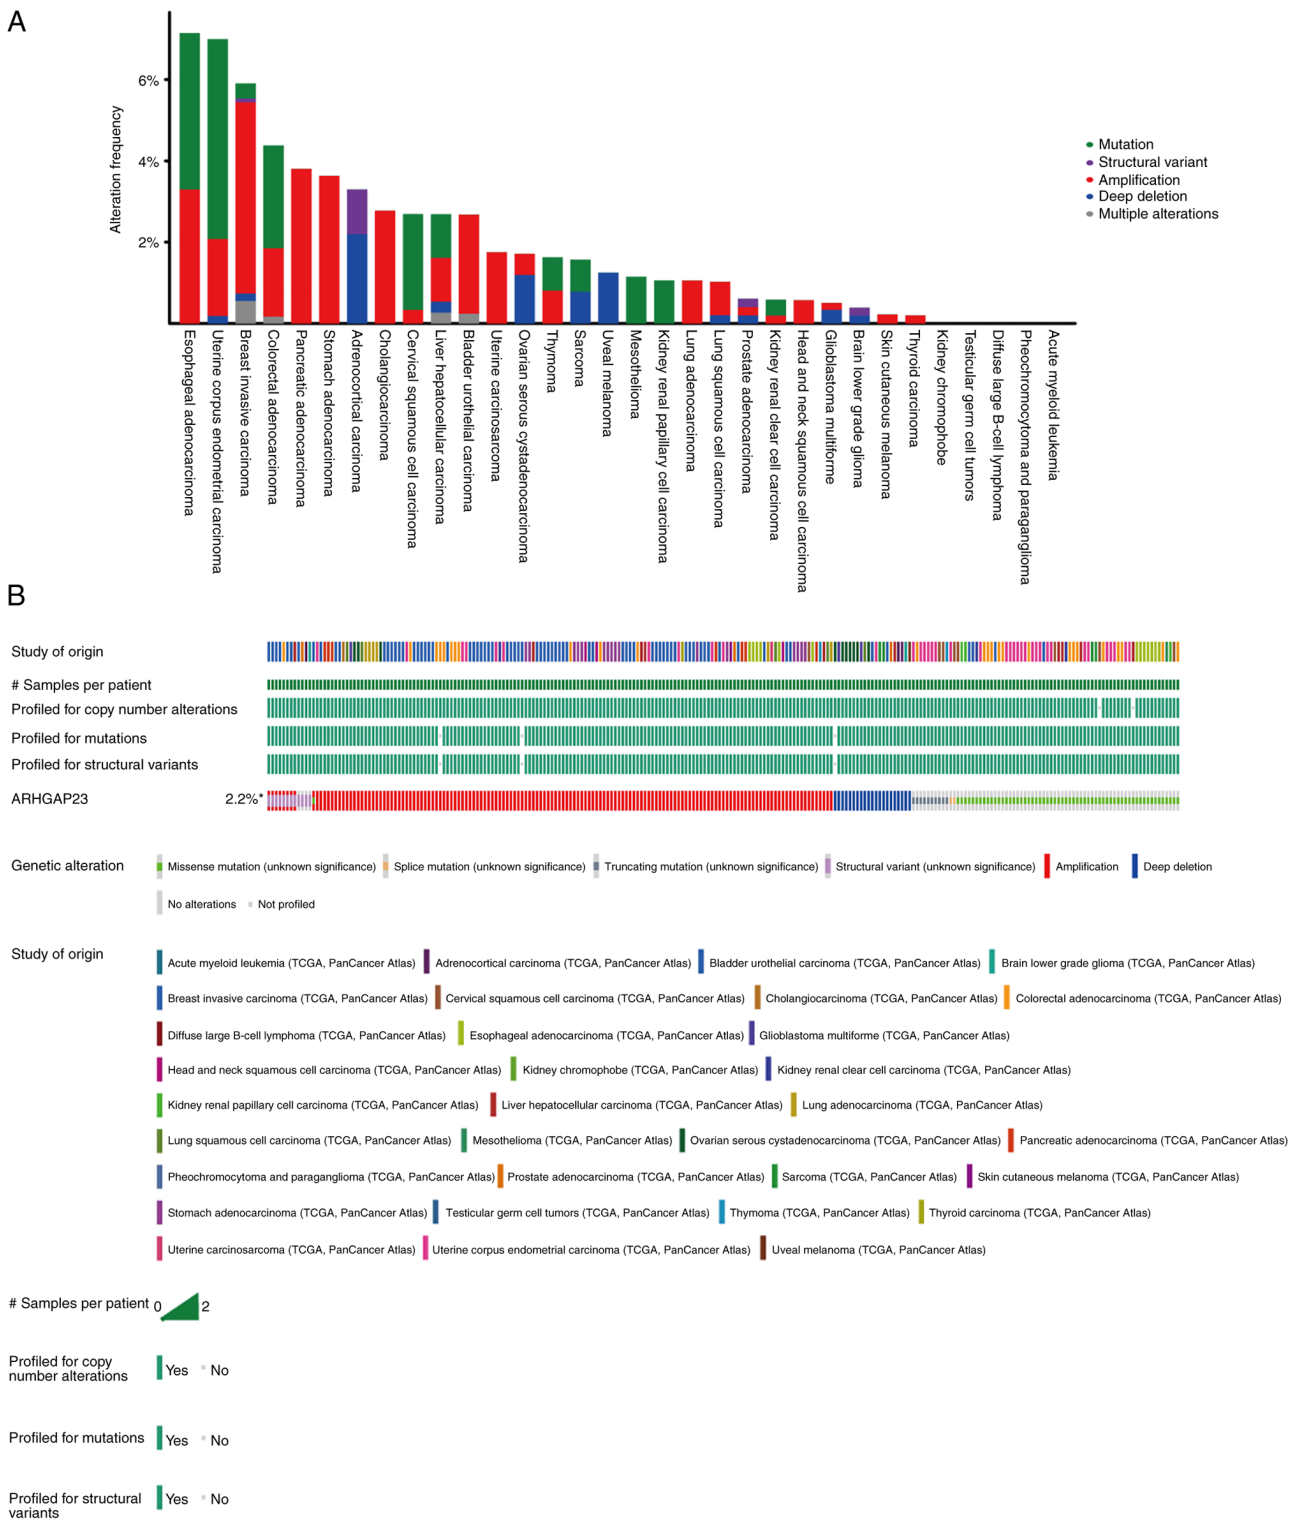 A
Alteration frequency
6%
4%
2%
Mutation
Structural variant
Amplification
Deep deletion
Multiple alterations
Esophageal adenocarcinoma
Uterine corpus endometrial carcinoma
Breast invasive carcinoma
Colorectal adenocarcinoma
Pancreatic adenocarcinoma
Stomach adenocarcinoma
Adrenocortical carcinoma
Cholangiocarcinoma
Cervical squamous cell carcinoma
Liver hepatocellular carcinoma
Bladder urothelial carcinoma
Uterine carcinosarcoma
Ovarian serous cystadenocarcinoma
Thymoma
Sarcoma
Uveal melanoma
Mesothelioma
Kidney renal papillary cell carcinoma
Lung adenocarcinoma
Lung squamous cell carcinoma
Prostate adenocarcinoma
Kidney renal clear cell carcinoma
Head and neck squamous cell carcinoma
Glioblastoma multiforme
Brain lower grade glioma
Skin cutaneous melanoma
Thyroid carcinoma
Kidney chromophobe
Testicular germ cell tumors
Diffuse large B-cell lymphoma
Pheochromocytoma and paraganglioma
Acute myeloid leukemia
B
Study of origin
# Samples per patient
Profiled for copy number alterations
Profiled for mutations
Profiled for structural variants
ARHGAP23 2.2%*
Genetic alteration Missense mutation (unknown significance) Splice mutation (unknown significance) Truncating mutation (unknown significance) Structural variant (unknown significance) Amplification Deep deletion
No alterations Not profiled
Study of origin Acute myeloid leukemia (TCGA, PanCancer Atlas) Adrenocortical carcinoma (TCGA, PanCancer Atlas) Bladder urothelial carcinoma (TCGA, PanCancer Atlas) Brain lower grade glioma (TCGA, PanCancer Atlas)
Breast invasive carcinoma (TCGA, PanCancer Atlas) Cervical squamous cell carcinoma (TCGA, PanCancer Atlas) Cholangiocarcinoma (TCGA, PanCancer Atlas) Colorectal adenocarcinoma (TCGA, PanCancer Atlas)
Diffuse large B-cell lymphoma (TCGA, PanCancer Atlas) Esophageal adenocarcinoma (TCGA, PanCancer Atlas) Glioblastoma multiforme (TCGA, PanCancer Atlas)
Head and neck squamous cell carcinoma (TCGA, PanCancer Atlas) Kidney chromophobe (TCGA, PanCancer Atlas) Kidney renal clear cell carcinoma (TCGA, PanCancer Atlas)
Kidney renal papillary cell carcinoma (TCGA, PanCancer Atlas) Liver hepatocellular carcinoma (TCGA, PanCancer Atlas) Lung adenocarcinoma (TCGA, PanCancer Atlas)
Lung squamous cell carcinoma (TCGA, PanCancer Atlas) Mesothelioma (TCGA, PanCancer Atlas) Ovarian serous cystadenocarcinoma (TCGA, PanCancer Atlas) Pancreatic adenocarcinoma (TCGA, PanCancer Atlas)
Pheochromocytoma and paraganglioma (TCGA, PanCancer Atlas) Prostate adenocarcinoma (TCGA, PanCancer Atlas) Sarcoma (TCGA, PanCancer Atlas) Skin cutaneous melanoma (TCGA, PanCancer Atlas)
Stomach adenocarcinoma (TCGA, PanCancer Atlas) Testicular germ cell tumors (TCGA, PanCancer Atlas) Thymoma (TCGA, PanCancer Atlas) Thyroid carcinoma (TCGA, PanCancer Atlas)
Uterine carcinosarcoma (TCGA, PanCancer Atlas) Uterine corpus endometrial carcinoma (TCGA, PanCancer Atlas) Uveal melanoma (TCGA, PanCancer Atlas)
# Samples per patient 0 2
Profiled for copy
number alterations
Yes No
Profiled for mutations Yes No
Profiled for structural
variants
Yes No